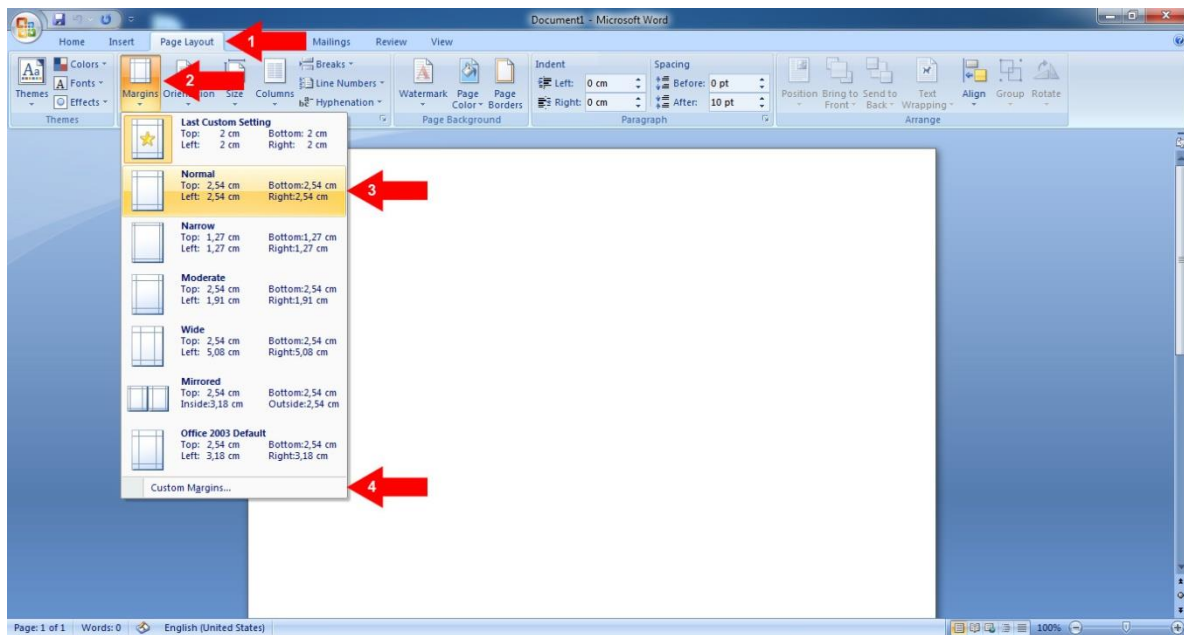 Document1 - Microsoft Word
Home Insert Page Layout 1 Mailings Review View
Colors Breaks Indent Spacing
Fonts 2 Line Numbers Left: 0 cm Before: 0 pt
Themes Effects Margins Size Columns Hyphenation Watermark Page Color Page Borders Right: 0 cm After: 10 pt Position Bring to Front Send to Back Text Wrapping Align Group Rotate
Themes Page Background Paragraph Arrange
Last Custom Setting
Top: 2 cm Bottom: 2 cm
Left: 2 cm Right: 2 cm
Normal
Top: 2,54 cm Bottom:2,54 cm
Left: 2,54 cm Right:2,54 cm
3
Narrow
Top: 1,27 cm Bottom:1,27 cm
Left: 1,27 cm Right:1,27 cm
Moderate
Top: 2,54 cm Bottom:2,54 cm
Left: 1,91 cm Right:1,91 cm
Wide
Top: 2,54 cm Bottom:2,54 cm
Left: 5,08 cm Right:5,08 cm
Mirrored
Top: 2,54 cm Bottom:2,54 cm
Inside:3,18 cm Outside:2,54 cm
Office 2003 Default
Top: 2,54 cm Bottom:2,54 cm
Left: 3,18 cm Right:3,18 cm
Custom Margins... 4
Page: 1 of 1 Words: 0 English (United States) 100%